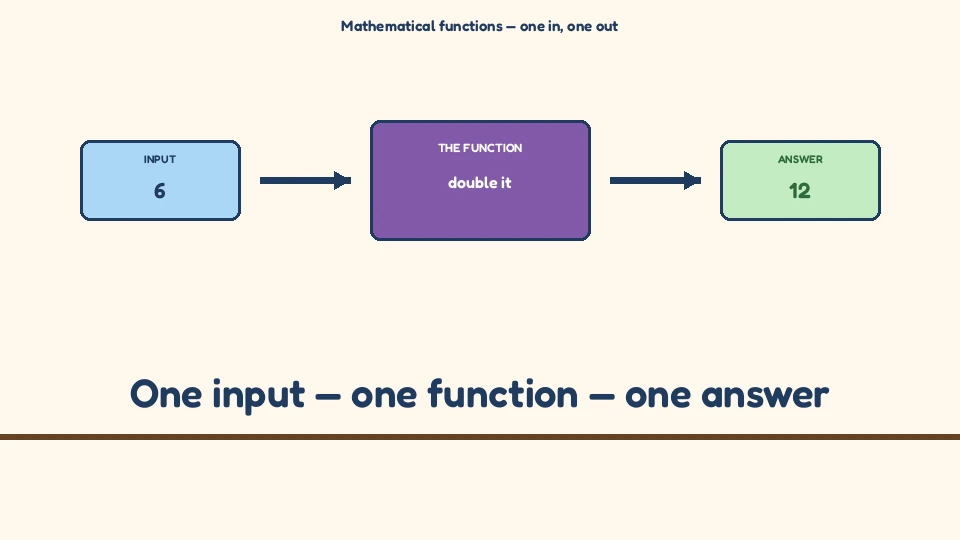 Mathematical functions — one in, one out
INPUT
6
THE FUNCTION
double it
ANSWER
12
One input — one function — one answer